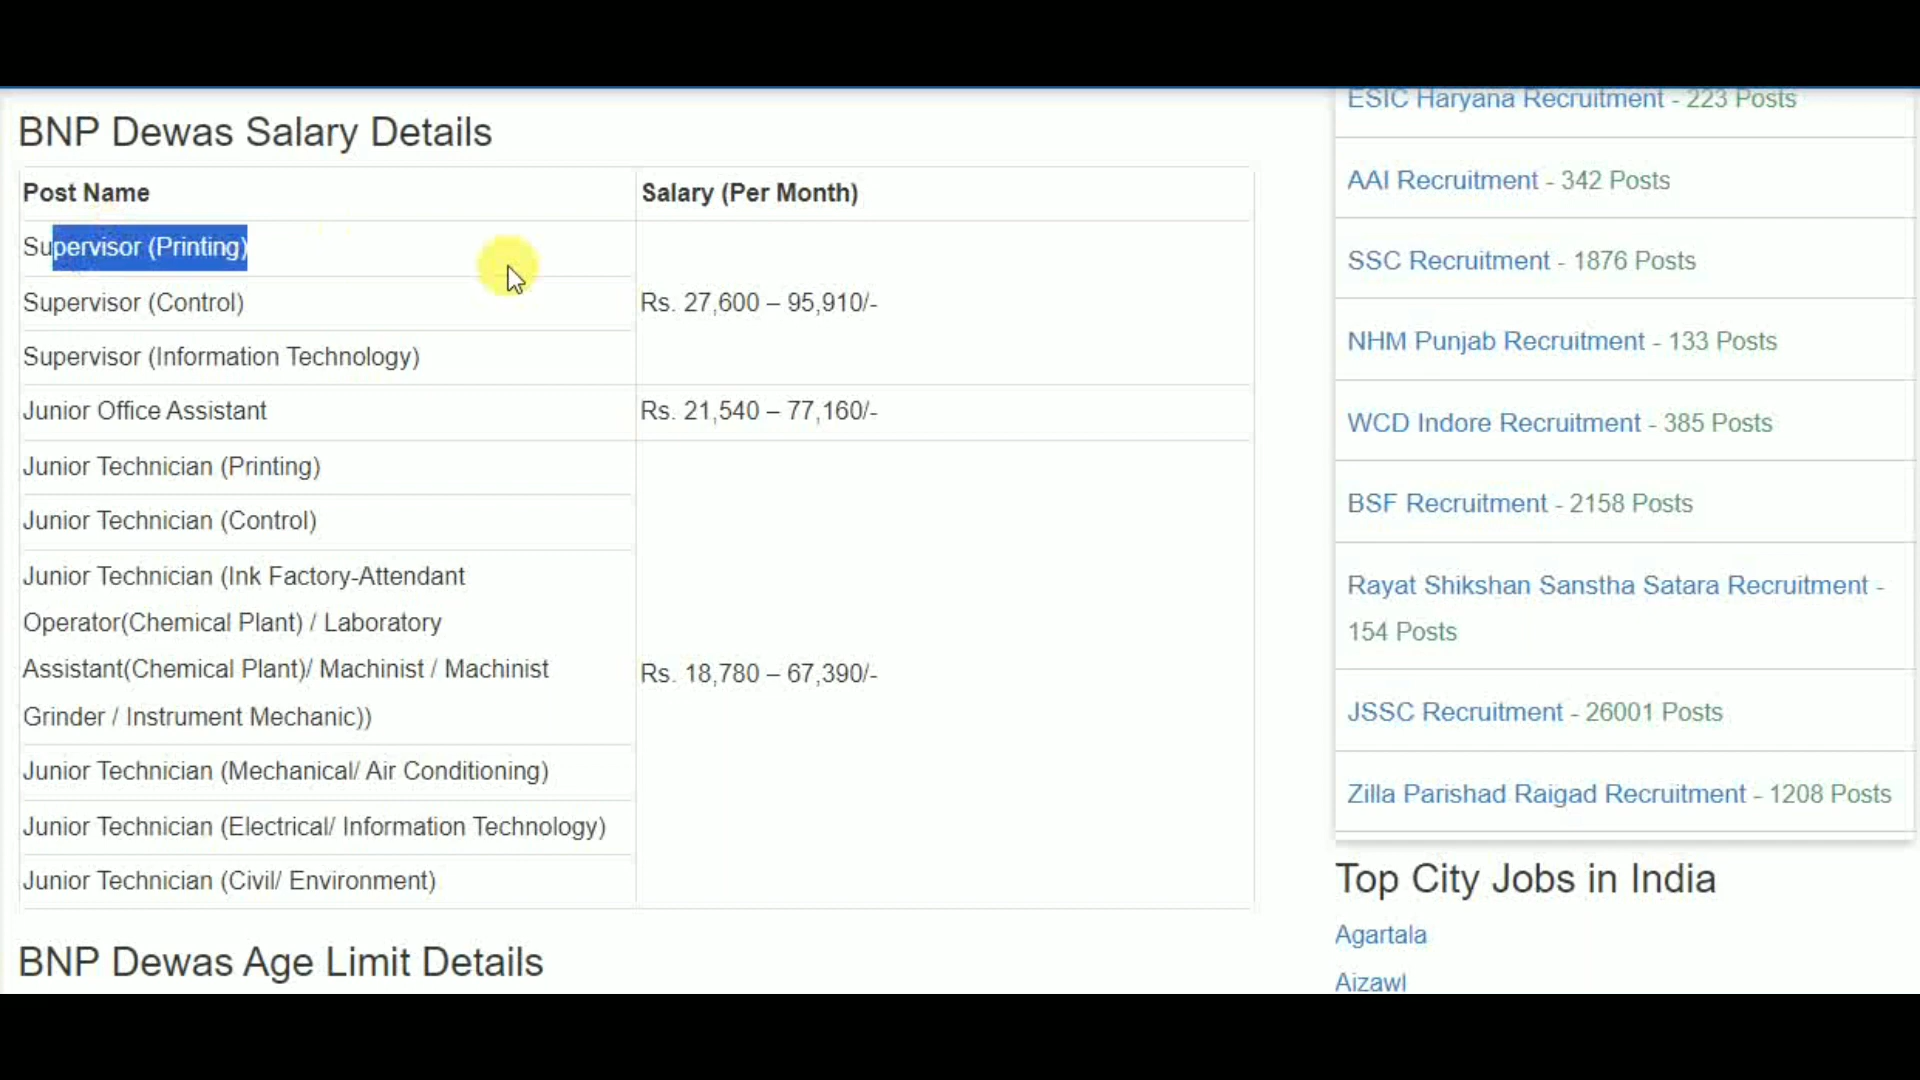 BNP Dewas Salary Details
Post Name
Salary (Per Month)
Supervisor (Printing)
Supervisor (Control)
Rs. 27,600 – 95,910/-
Supervisor (Information Technology)
Junior Office Assistant
Rs. 21,540 – 77,160/-
Junior Technician (Printing)
Junior Technician (Control)
Junior Technician (Ink Factory-Attendant
Operator(Chemical Plant) / Laboratory
Assistant(Chemical Plant)/ Machinist / Machinist
Grinder / Instrument Mechanic))
Rs. 18,780 – 67,390/-
Junior Technician (Mechanical/ Air Conditioning)
Junior Technician (Electrical/ Information Technology)
Junior Technician (Civil/ Environment)
BNP Dewas Age Limit Details
ESIC Haryana Recruitment - 223 Posts
AAI Recruitment - 342 Posts
SSC Recruitment - 1876 Posts
NHM Punjab Recruitment - 133 Posts
WCD Indore Recruitment - 385 Posts
BSF Recruitment - 2158 Posts
Rayat Shikshan Sanstha Satara Recruitment -
154 Posts
JSSC Recruitment - 26001 Posts
Zilla Parishad Raigad Recruitment - 1208 Posts
Top City Jobs in India
Agartala
Aizawl